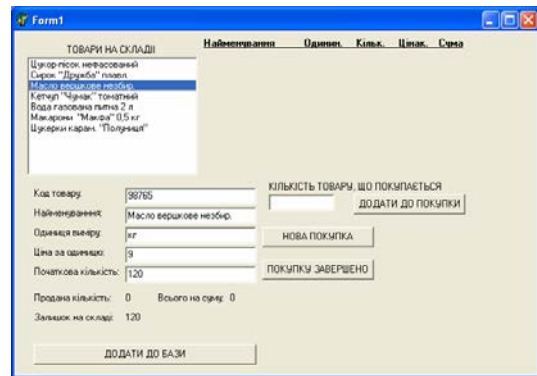 Form1
ТОВАРИ НА СКЛАДІІ
Найменування Одиниц. Кільк. Цінак. Сума
Цукор-пісок нефасований
Сирок "Дружба" плавл.
Масло вершкове незбир.
Кетчуп "Чумак" томатний
Вода газована питна 2 л
Макарони "Макфа" 0,5 кг
Цукерки карам. "Полуниця"
Код товару: 98765
Найменування: Масло вершкове незбир.
Одиниця виміру: кг
Ціна за одиницю: 9
Початкова кількість: 120
Продана кількість: 0 Всього на суму: 0
Залишок на складі: 120
ДОДАТИ ДО БАЗИ
КІЛЬКІСТЬ ТОВАРУ, ЩО ПОКУПАЄТЬСЯ
ДОДАТИ ДО ПОКУПКИ
НОВА ПОКУПКА
ПОКУПКУ ЗАВЕРШЕНО